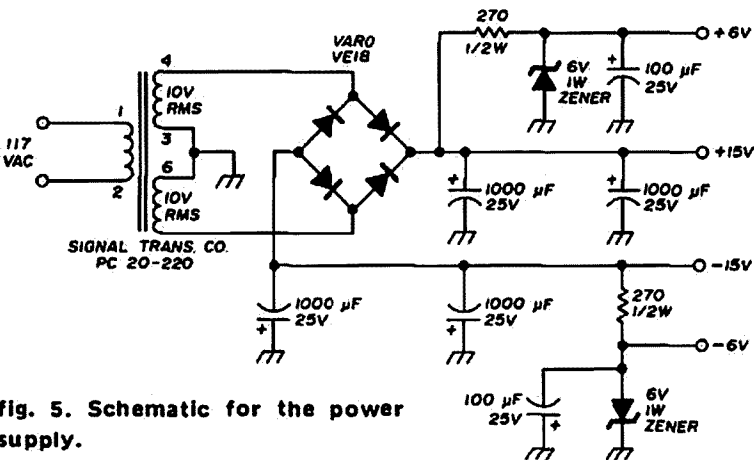 270
1/2W
+6V
VARO
VE18
4
10V
RMS
6V
1W
ZENER
+
100 µF
25V
1
117
VAC
3
6
2
10V
RMS
+15V
+
1000 µF
25V
+
1000 µF
25V
SIGNAL TRANS. CO.
PC 20-220
-15V
1000 µF
25V
+
1000 µF
25V
+
270
1/2W
-6V
100 µF
25V
+
6V
1W
ZENER
fig. 5. Schematic for the power
supply.